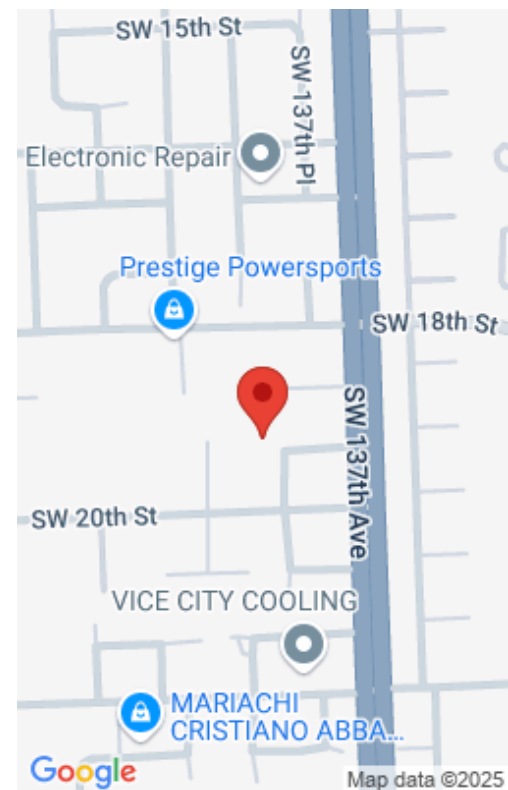 SW 15th St
SW 137th Pl
Electronic Repair
Prestige Powersports
SW 18th St
SW 137th Ave
SW 20th St
VICE CITY COOLING
MARIACHI
CRISTIANO ABBA...
Google
Map data ©2025